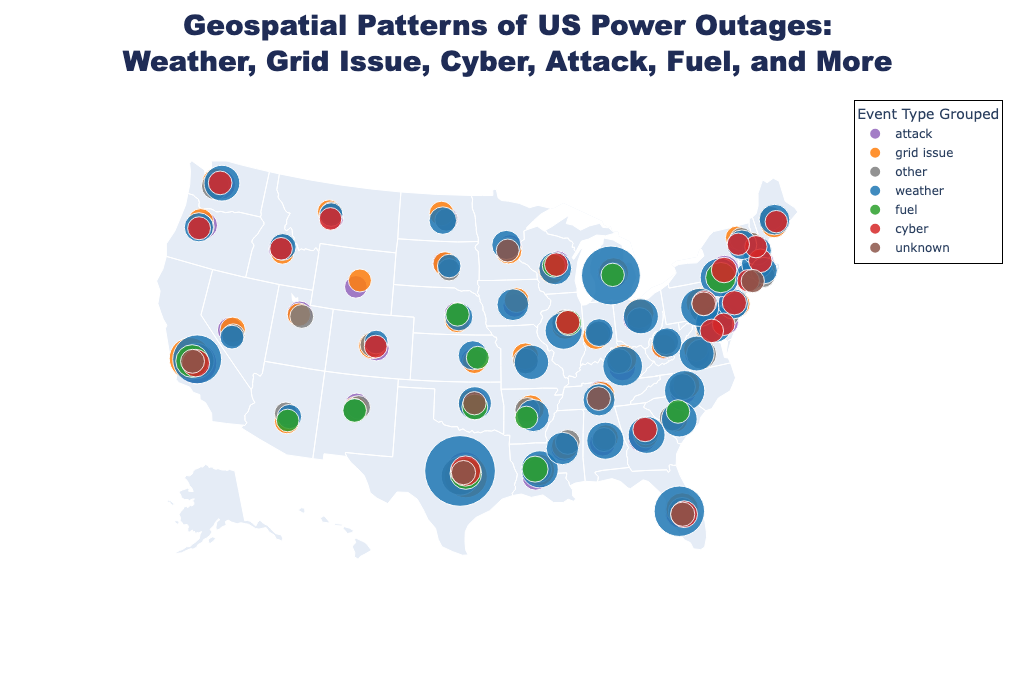 Geospatial Patterns of US Power Outages:
Weather, Grid Issue, Cyber, Attack, Fuel, and More
Event Type Grouped
attack
grid issue
other
weather
fuel
cyber
unknown